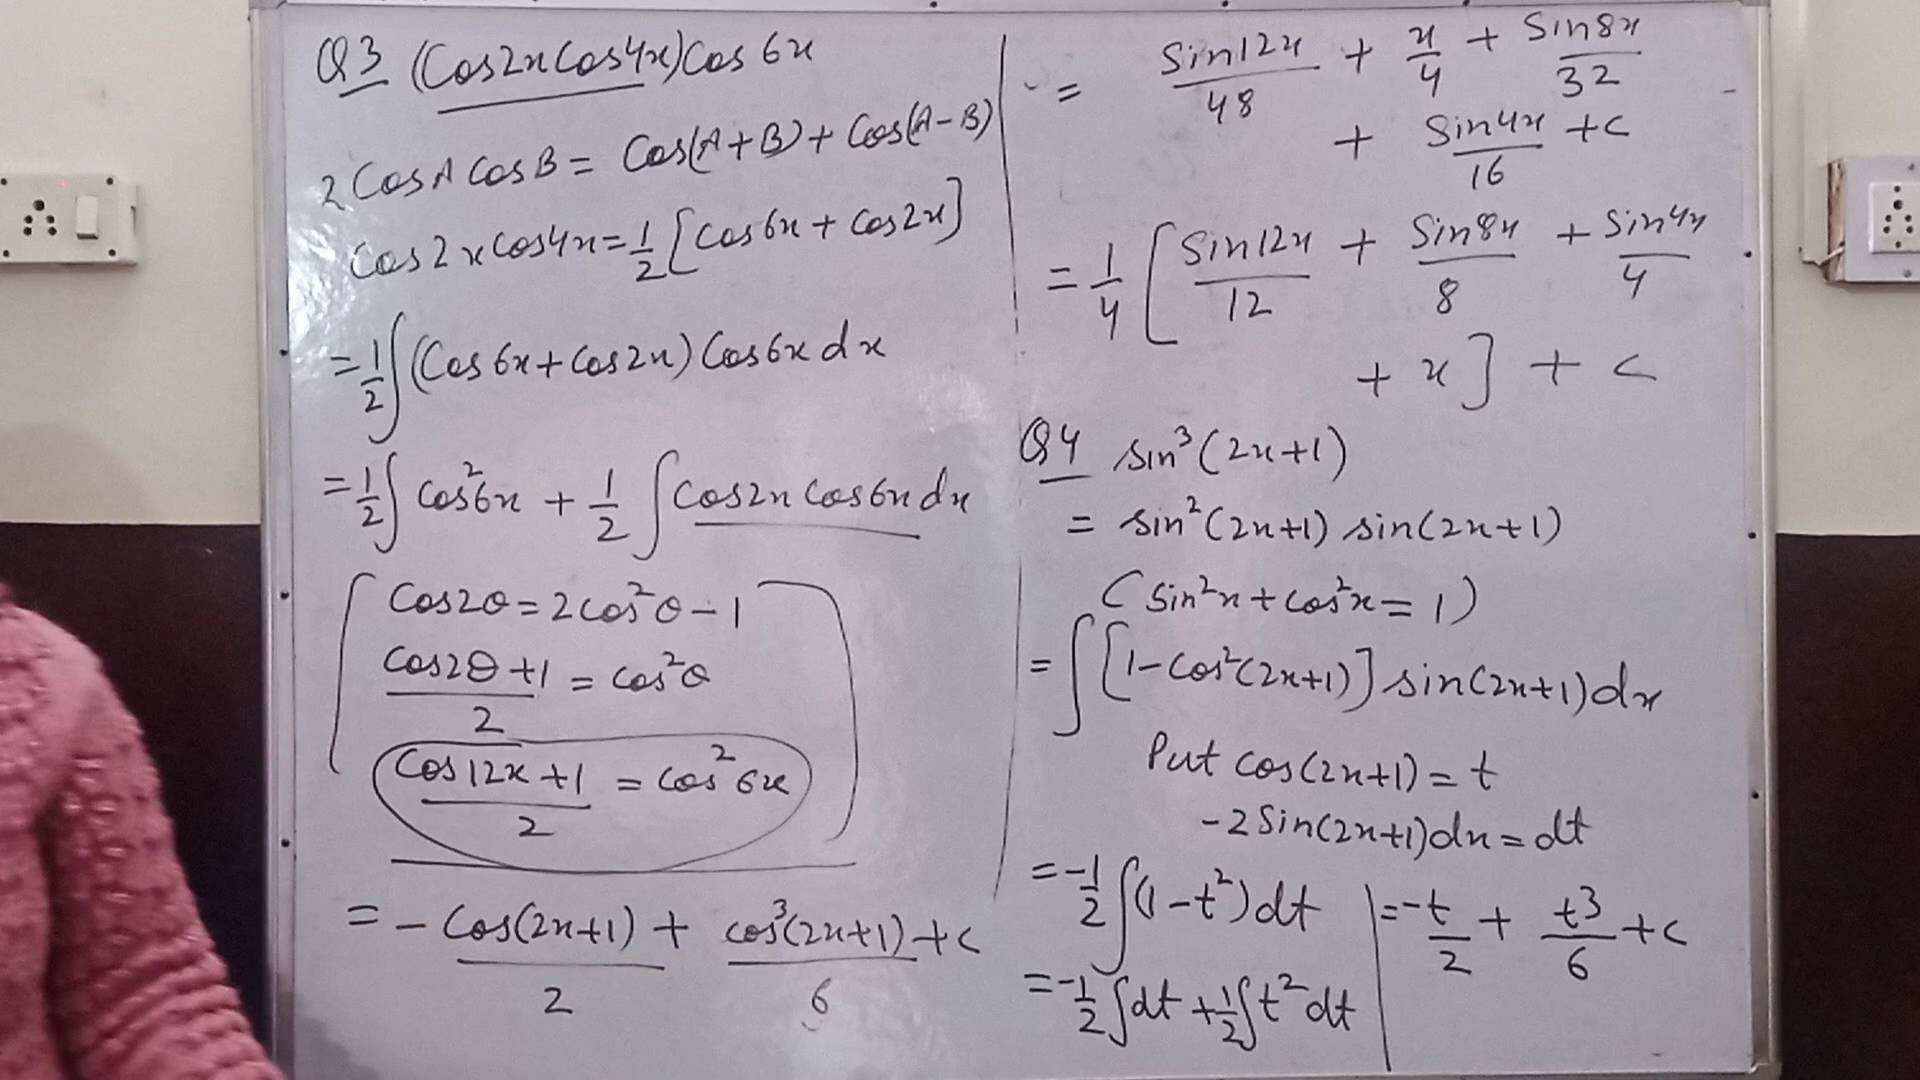 Q3 (Cos2x Cos4x) Cos 6x
2 Cos A Cos B = Cos(A+B) + Cos(A-B)
Cos 2x Cos4x = 1/2 [Cos 6x + Cos 2x]
= 1/2 ∫ (Cos 6x + Cos 2x) Cos 6x dx
= 1/2 ∫ Cos²6x + 1/2 ∫ Cos2x Cos 6x dx
Cos2θ = 2cos²θ - 1
(Cos2θ + 1)/2 = cos²θ
(Cos 12x + 1)/2 = Cos²6x
= - Cos(2x+1)/2 + cos³(2x+1)/6 + c
= Sin12x/48 + x/4 + Sin8x/32
+ Sin4x/16 + c
= 1/4 [ Sin12x/12 + Sin8x/8 + Sin4x/4
+ x ] + c
Q4 sin³(2x+1)
= sin²(2x+1) sin(2x+1)
(Sin²x + cos²x = 1)
= ∫ [1 - Cos²(2x+1)] sin(2x+1) dx
Put cos(2x+1) = t
-2 Sin(2x+1) dx = dt
= -1/2 ∫ (1 - t²) dt
= -1/2 ∫ dt + 1/2 ∫ t² dt
= -t/2 + t³/6 + c